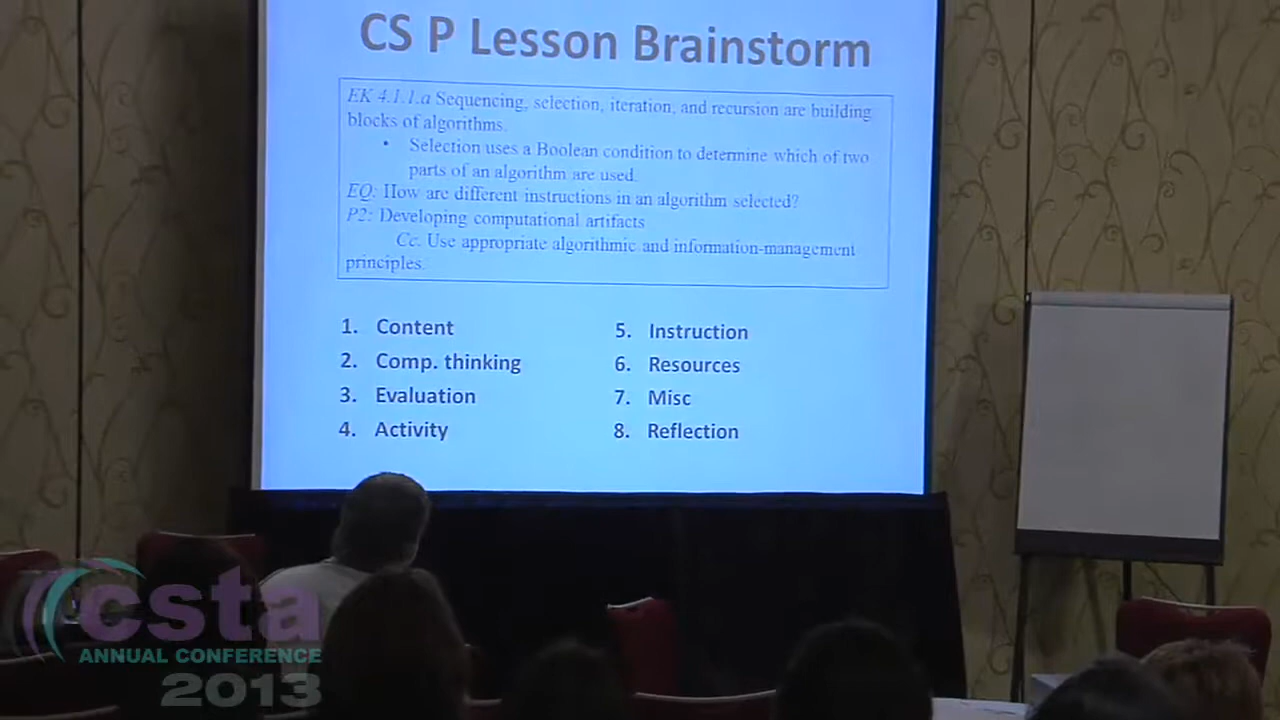 CS P Lesson Brainstorm
EK 4.1.1.a Sequencing, selection, iteration, and recursion are building
blocks of algorithms.
• Selection uses a Boolean condition to determine which of two
parts of an algorithm are used.
EQ: How are different instructions in an algorithm selected?
P2: Developing computational artifacts
Cc. Use appropriate algorithmic and information-management
principles.
1. Content
2. Comp. thinking
3. Evaluation
4. Activity
5. Instruction
6. Resources
7. Misc
8. Reflection
csta
ANNUAL CONFERENCE
2013